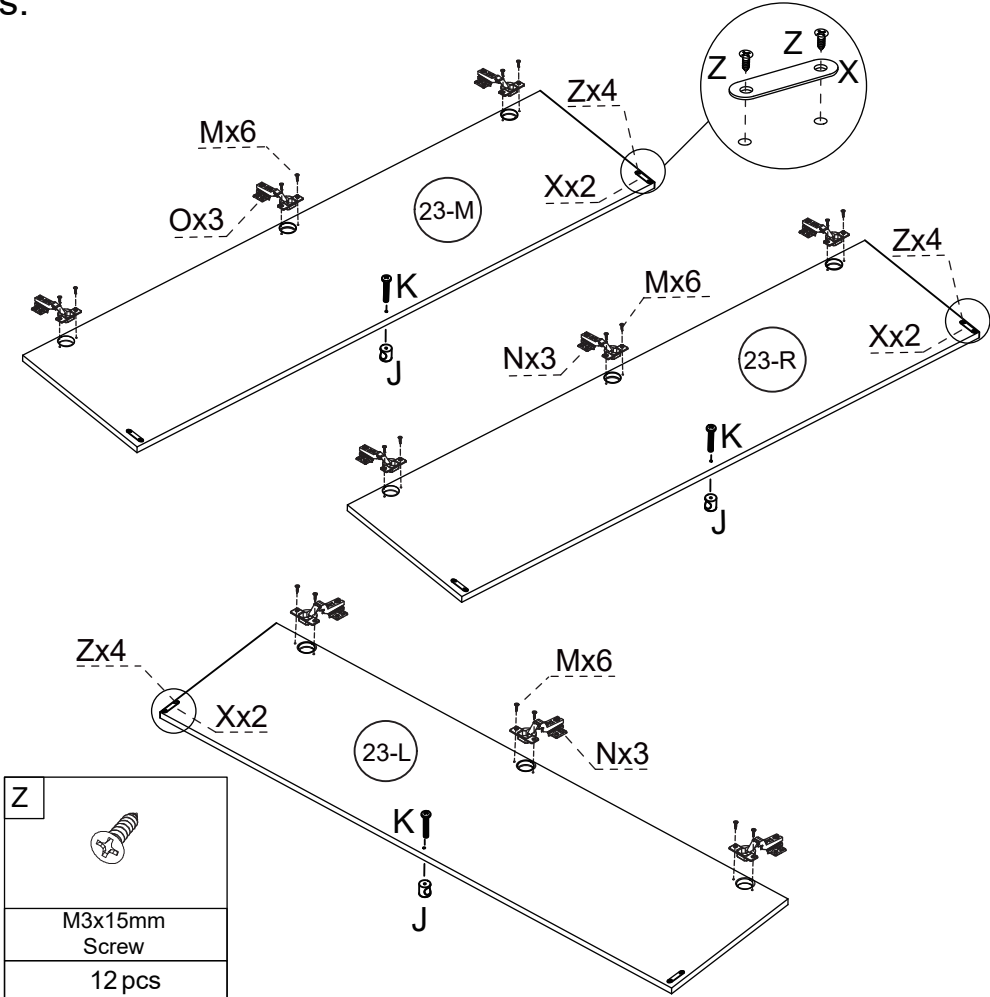 s.
Z
Z
X
Zx4
Mx6
Xx2
Ox3
23-M
K
J
Zx4
Mx6
Xx2
Nx3
23-R
K
J
Zx4
Mx6
Xx2
Nx3
23-L
K
J
Z
M3x15mm
Screw
12 pcs